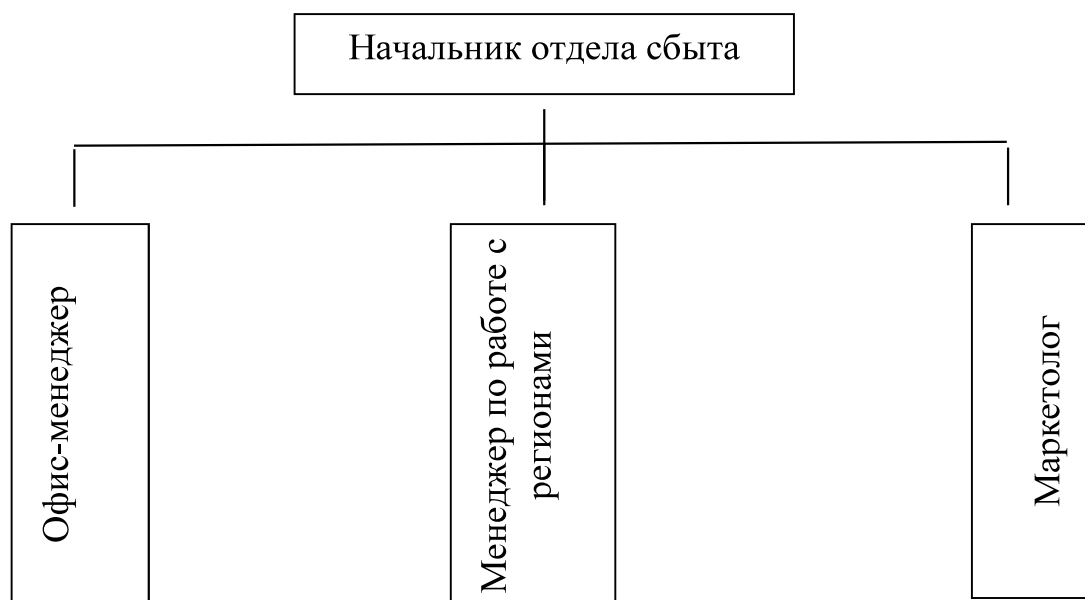 Начальник отдела сбыта
Офис-менеджер
Менеджер по работе с
регионами
Маркетолог